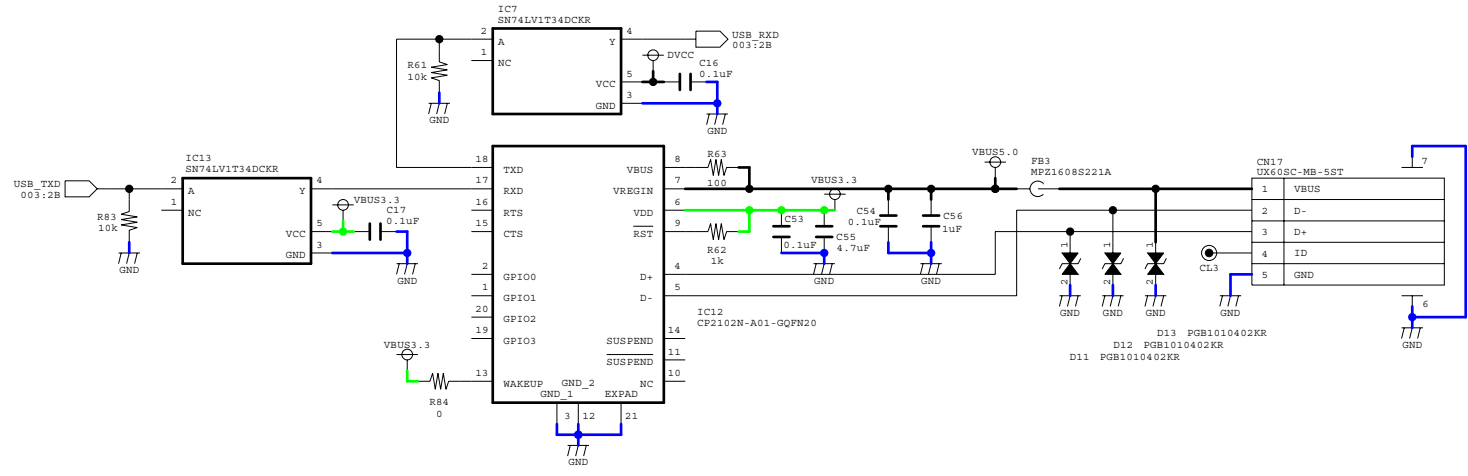 IC7
SN74LV1T34DCKR
2 A
1 NC
Y 4
VCC 5
GND 3
USB_RXD
003:2B
DVCC
C16
0.1uF
GND
R61
10k
GND
IC13
SN74LV1T34DCKR
USB_TXD
003:2B
R83
10k
GND
2 A
1 NC
Y 4
VCC 5
GND 3
VBUS3.3
C17
0.1uF
GND
18 TXD
17 RXD
16 RTS
15 CTS
2 GPIO0
1 GPIO1
20 GPIO2
19 GPIO3
13 WAKEUP
VBUS 8
VREGIN 7
VDD 6
RST 9
D+ 4
D- 5
SUSPEND 14
SUSPEND 11
NC 10
GND_1 GND_2 EXPAD
3 12 21
GND
IC12
CP2102N-A01-GQFN20
VBUS3.3
R84
0
R63
100
R62
1k
VBUS3.3
C53
0.1uF
C55
4.7uF
GND
C54
0.1uF
C56
1uF
GND
VBUS5.0
FB3
MPZ1608S221A
CN17
UX60SC-MB-5ST
1 VBUS
2 D-
3 D+
4 ID
5 GND
CL3
1 1 1
2 2 2
GND GND GND
GND
D13 PGB1010402KR
D12 PGB1010402KR
D11 PGB1010402KR
7
6
GND